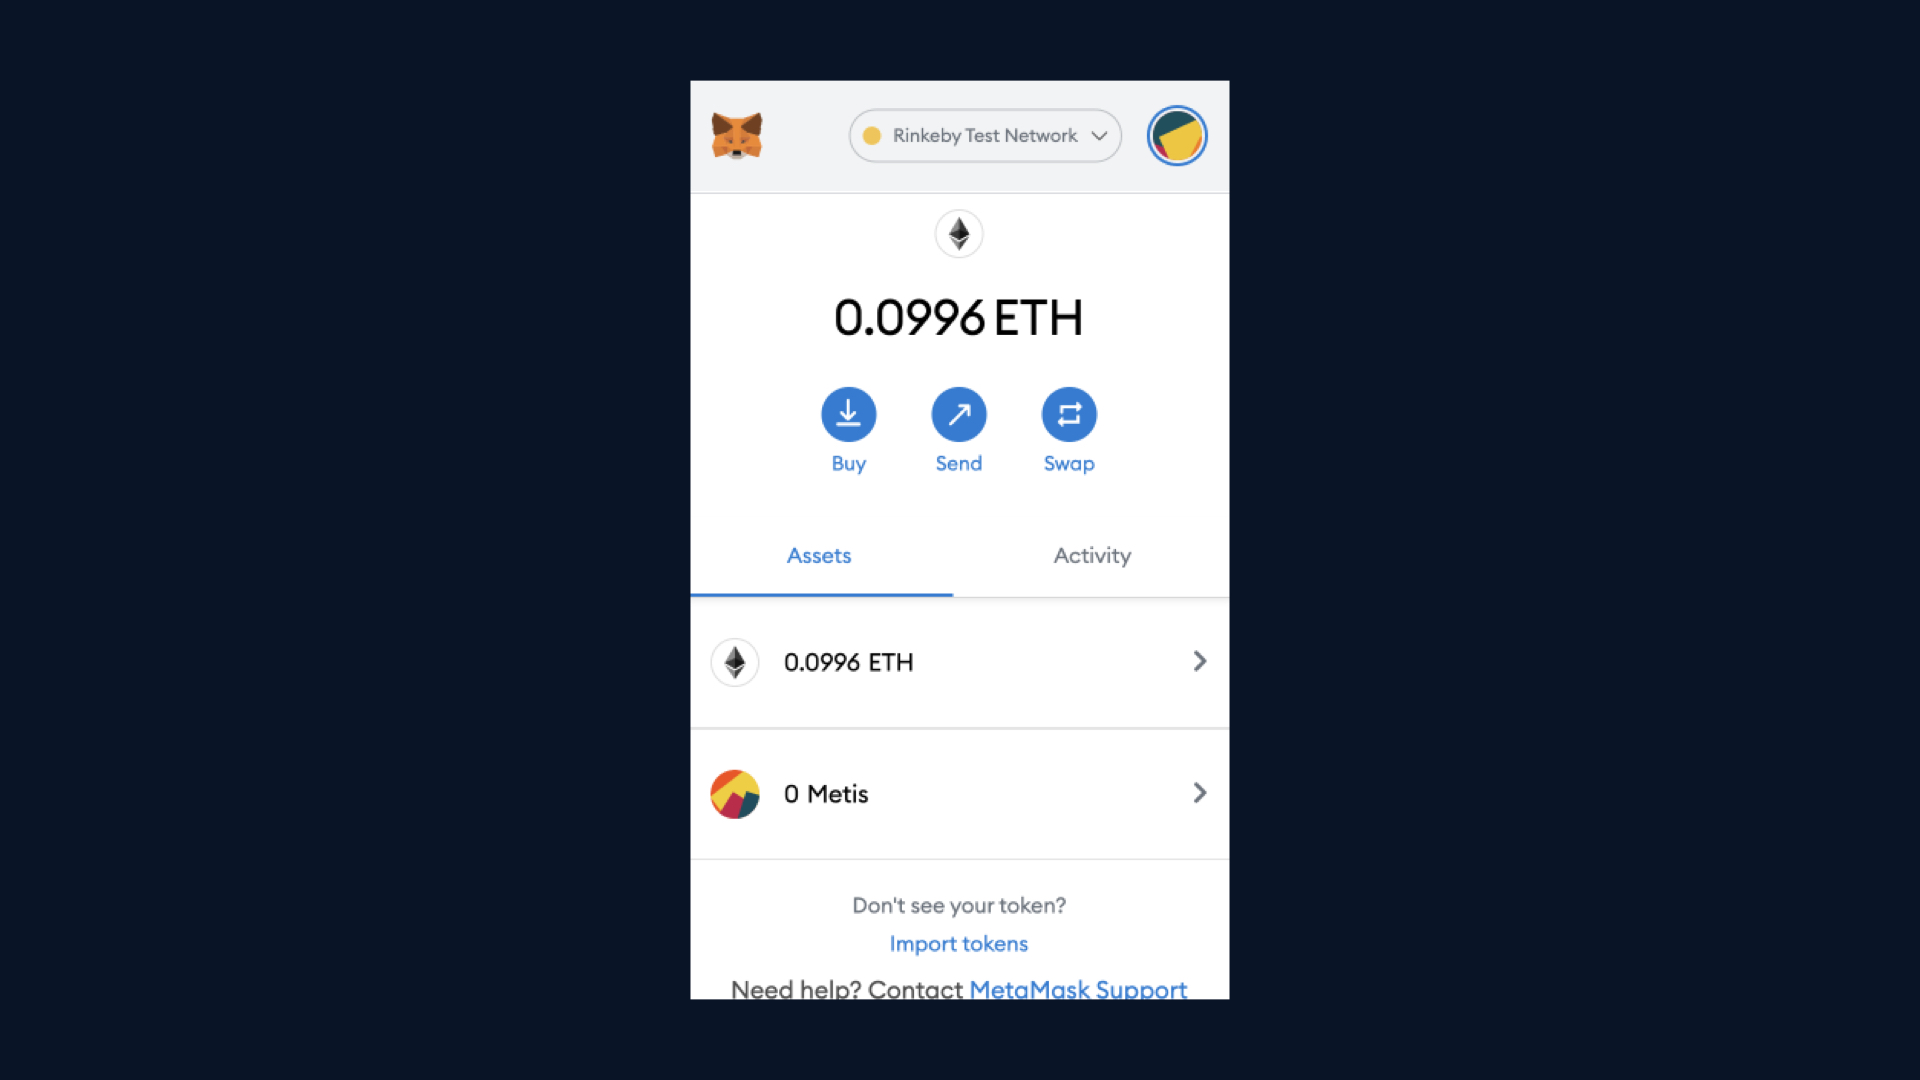 Rinkeby Test Network
0.0996 ETH
Buy
Send
Swap
Assets
Activity
0.0996 ETH
0 Metis
Don't see your token?
Import tokens
Need help? Contact MetaMask Support